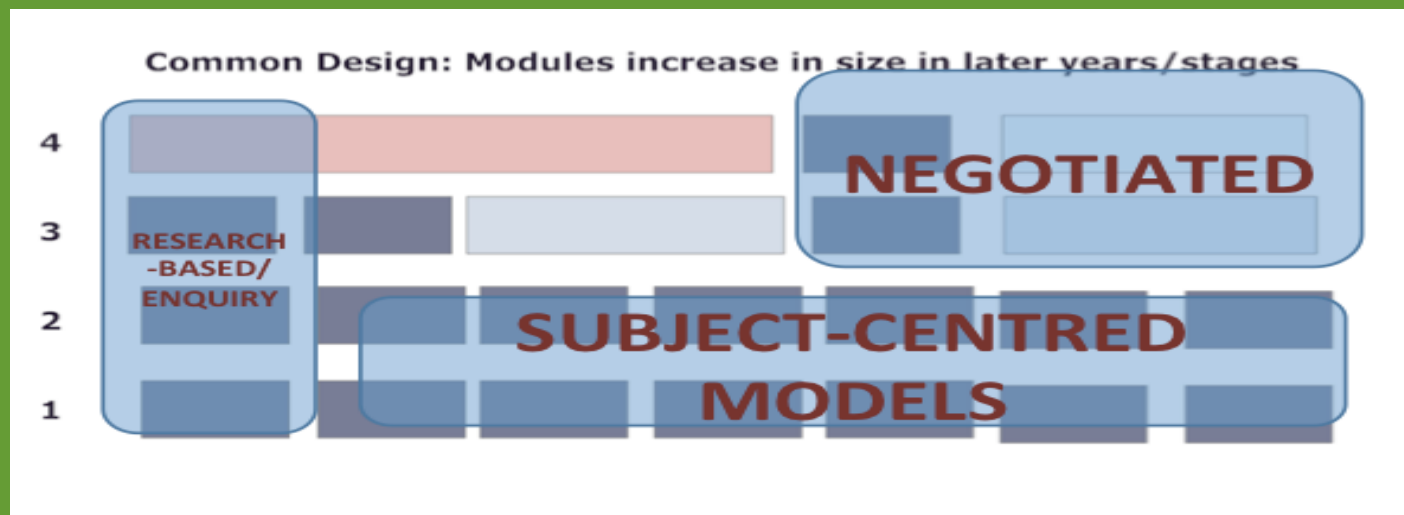 Common Design: Modules increase in size in later years/stages
4
NEGOTIATED
3
RESEARCH
-BASED/
ENQUIRY
2
SUBJECT-CENTRED
MODELS
1